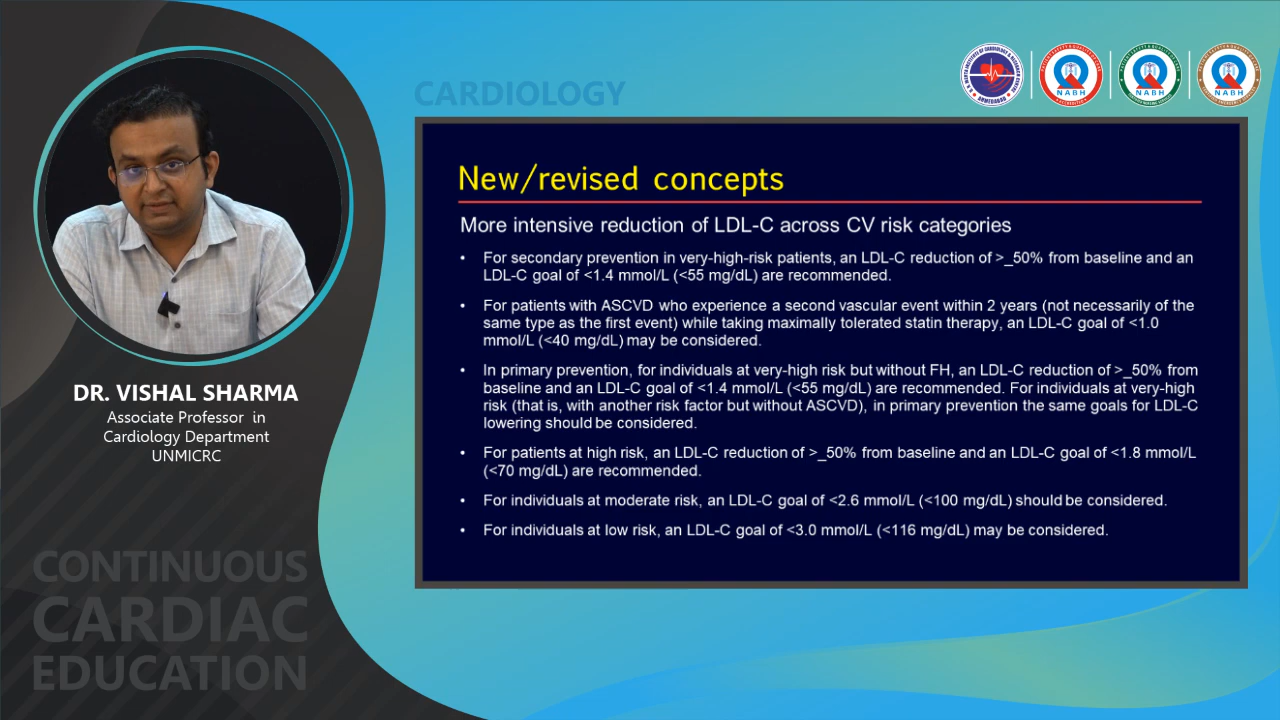 CARDIOLOGY
NABH
NABH
NABH
New/revised concepts
More intensive reduction of LDL-C across CV risk categories
• For secondary prevention in very-high-risk patients, an LDL-C reduction of >_50% from baseline and an
LDL-C goal of <1.4 mmol/L (<55 mg/dL) are recommended.
• For patients with ASCVD who experience a second vascular event within 2 years (not necessarily of the
same type as the first event) while taking maximally tolerated statin therapy, an LDL-C goal of <1.0
mmol/L (<40 mg/dL) may be considered.
• In primary prevention, for individuals at very-high risk but without FH, an LDL-C reduction of >_50% from
baseline and an LDL-C goal of <1.4 mmol/L (<55 mg/dL) are recommended. For individuals at very-high
risk (that is, with another risk factor but without ASCVD), in primary prevention the same goals for LDL-C
lowering should be considered.
• For patients at high risk, an LDL-C reduction of >_50% from baseline and an LDL-C goal of <1.8 mmol/L
(<70 mg/dL) are recommended.
• For individuals at moderate risk, an LDL-C goal of <2.6 mmol/L (<100 mg/dL) should be considered.
• For individuals at low risk, an LDL-C goal of <3.0 mmol/L (<116 mg/dL) may be considered.
DR. VISHAL SHARMA
Associate Professor in
Cardiology Department
UNMICRC
CONTINUOUS
CARDIAC
EDUCATION